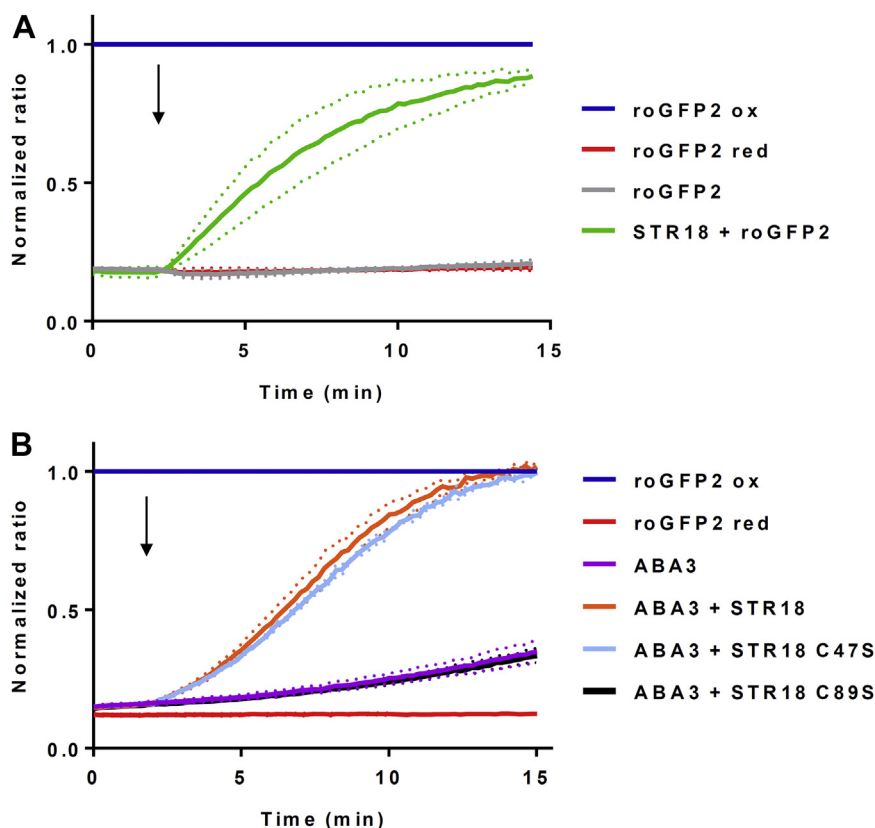 A
Normalized ratio
1.0
0.5
0.0
0
5
10
15
Time (min)
roGFP2 ox
roGFP2 red
roGFP2
STR18 + roGFP2
B
Normalized ratio
1.0
0.5
0.0
0
5
10
15
Time (min)
roGFP2 ox
roGFP2 red
ABA3
ABA3 + STR18
ABA3 + STR18 C47S
ABA3 + STR18 C89S